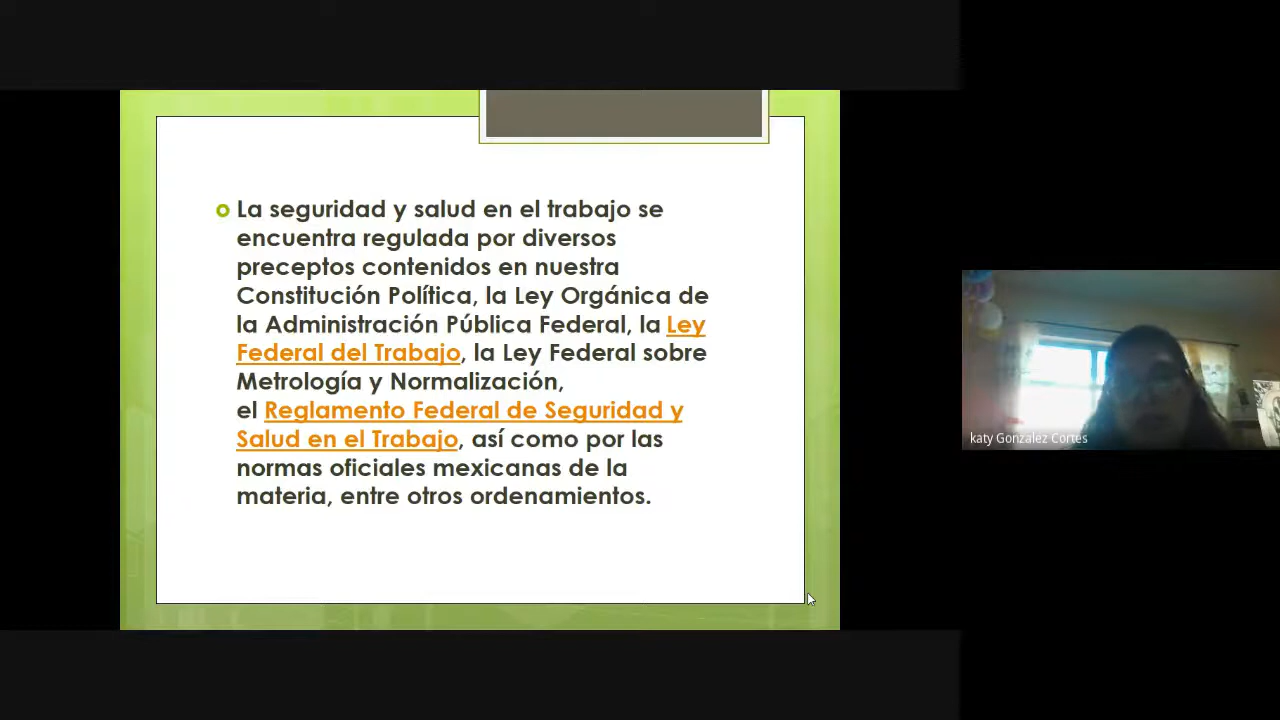 La seguridad y salud en el trabajo se
encuentra regulada por diversos
preceptos contenidos en nuestra
Constitución Política, la Ley Orgánica de
la Administración Pública Federal, la Ley
Federal del Trabajo, la Ley Federal sobre
Metrología y Normalización,
el Reglamento Federal de Seguridad y
Salud en el Trabajo, así como por las
normas oficiales mexicanas de la
materia, entre otros ordenamientos.
katy Gonzalez Cortes